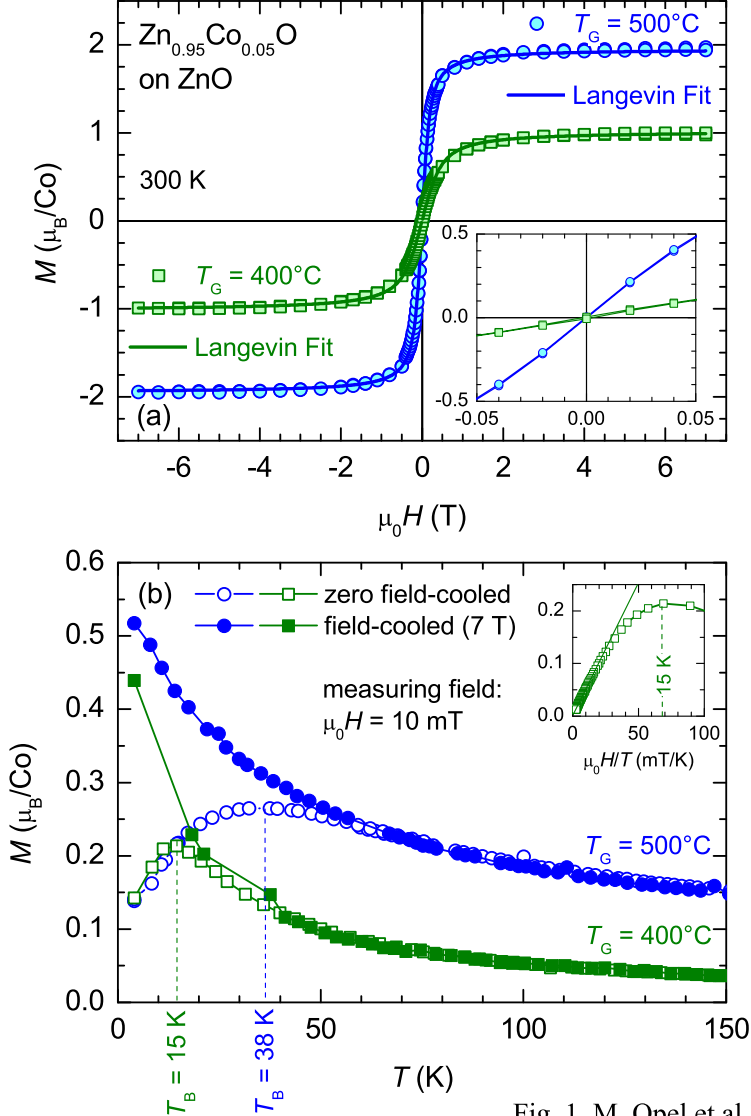 Zn0.95Co0.05O
on ZnO
300 K
TG = 500°C
Langevin Fit
TG = 400°C
Langevin Fit
(a)
M (μB/Co)
2
1
0
-1
-2
-6 -4 -2 0 2 4 6
μ0H (T)
0.5
0.0
-0.5
-0.05 0.00 0.05
(b)
zero field-cooled
field-cooled (7 T)
measuring field:
μ0H = 10 mT
M (μB/Co)
0.6
0.5
0.4
0.3
0.2
0.1
0.0
0.2
0.1
0.0
15 K
0 50 100
μ0H/T (mT/K)
TG = 500°C
TG = 400°C
0 50 100 150
TB = 15 K
TB = 38 K
T (K)
Fig. 1, M. Opel et al.